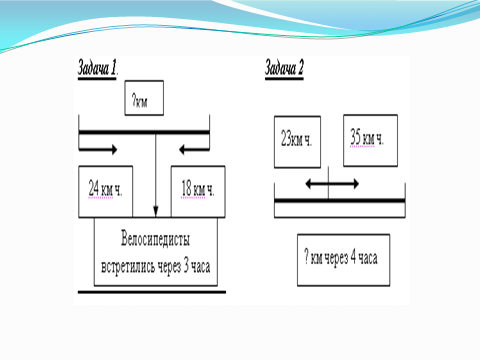 Задача 1.
?км
24 км ч.
18 км ч.
Велосипедисты
встретились через 3 часа
Задача 2
23км ч.
35 км ч.
? км через 4 часа